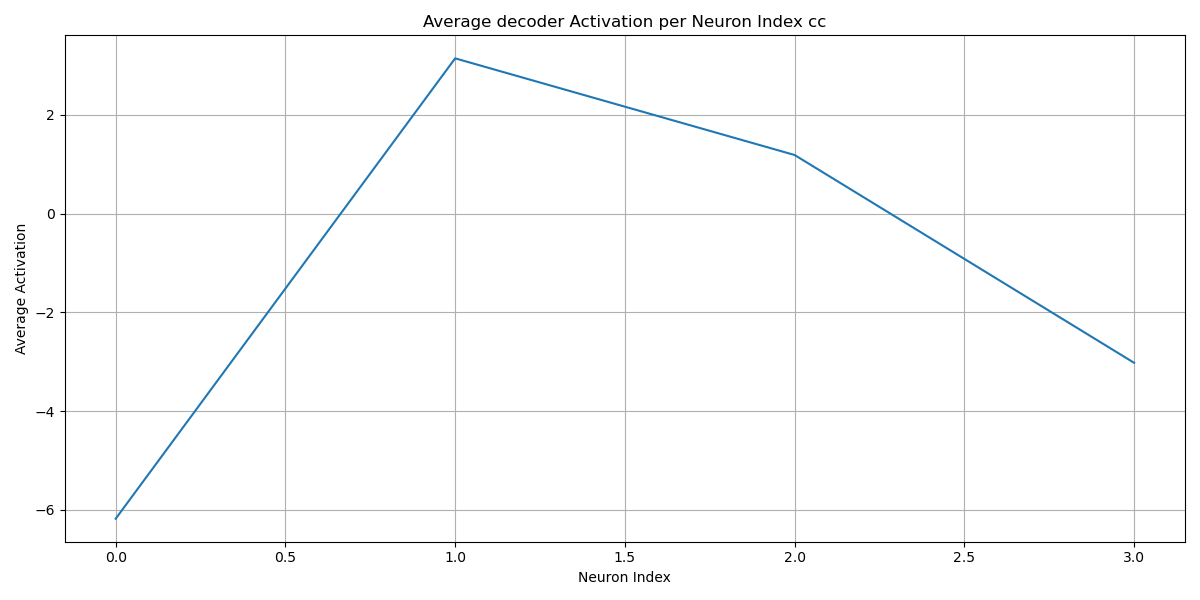 Average decoder Activation per Neuron Index cc
Average Activation
2
0
−2
−4
−6
0.0 0.5 1.0 1.5 2.0 2.5 3.0
Neuron Index